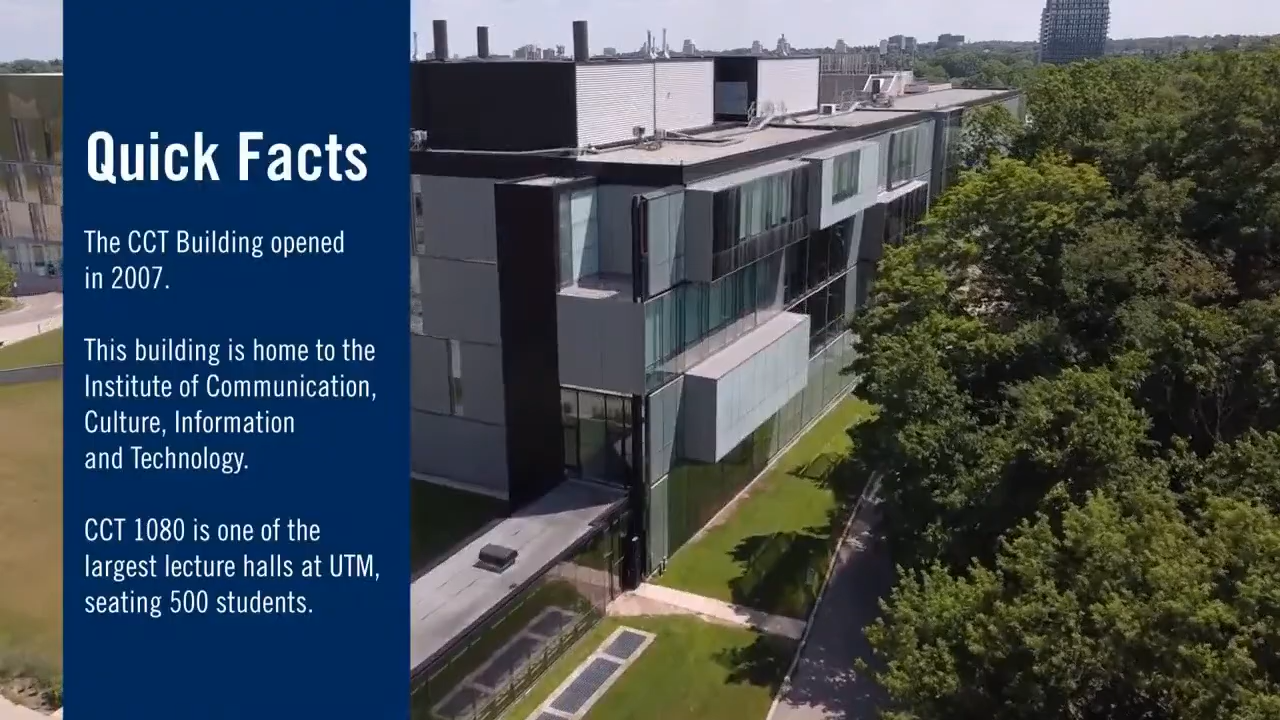 Quick Facts
The CCT Building opened
in 2007.
This building is home to the
Institute of Communication,
Culture, Information
and Technology.
CCT 1080 is one of the
largest lecture halls at UTM,
seating 500 students.